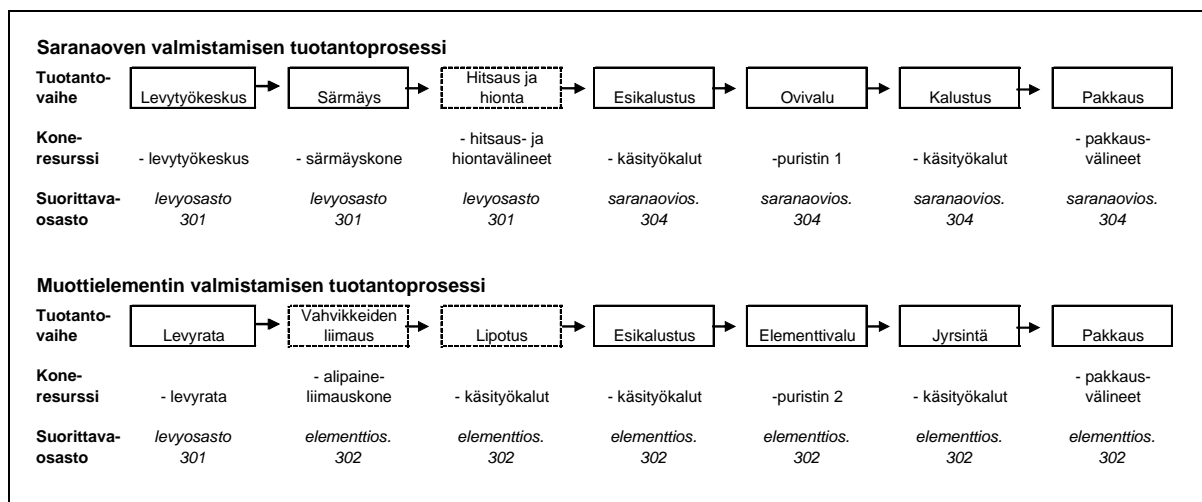 Saranaoven valmistamisen tuotantoprosessi
Tuotanto-
vaihe
Levytyökeskus
Särmäys
Hitsaus ja
hionta
Esikalustus
Ovivalu
Kalustus
Pakkaus
Kone-
resurssi
- levytyökeskus
- särmäyskone
- hitsaus- ja
hiontavälineet
- käsityökalut
-puristin 1
- käsityökalut
- pakkaus-
välineet
Suorittava-
osasto
levyosasto
301
levyosasto
301
levyosasto
301
saranaovios.
304
saranaovios.
304
saranaovios.
304
saranaovios.
304
Muottielementin valmistamisen tuotantoprosessi
Tuotanto-
vaihe
Levyrata
Vahvikkeiden
liimaus
Lipotus
Esikalustus
Elementtivalu
Jyrsintä
Pakkaus
Kone-
resurssi
- levyrata
- alipaine-
liimauskone
- käsityökalut
- käsityökalut
-puristin 2
- käsityökalut
- pakkaus-
välineet
Suorittava-
osasto
levyosasto
301
elementtios.
302
elementtios.
302
elementtios.
302
elementtios.
302
elementtios.
302
elementtios.
302